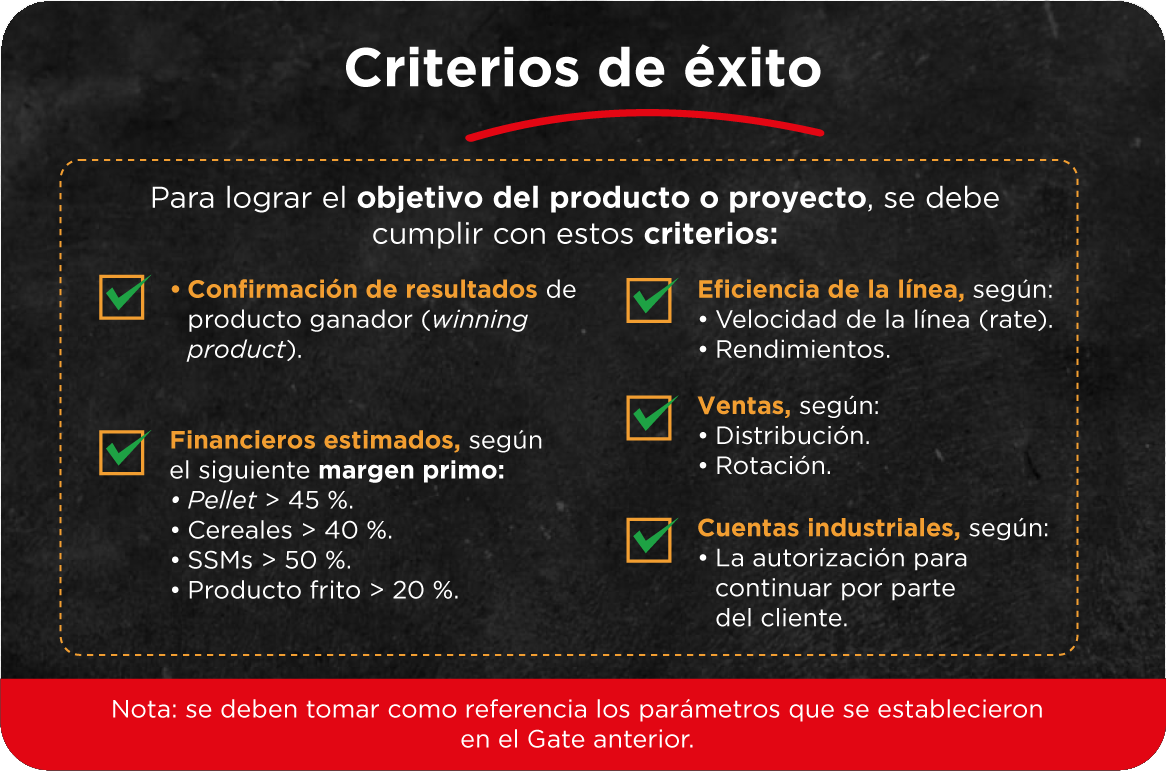 Criterios de éxito
Para lograr el objetivo del producto o proyecto, se debe
cumplir con estos criterios:
• Confirmación de resultados de
producto ganador (winning
product).
Financieros estimados, según
el siguiente margen primo:
• Pellet > 45 %.
• Cereales > 40 %.
• SSMs > 50 %.
• Producto frito > 20 %.
Eficiencia de la línea, según:
• Velocidad de la línea (rate).
• Rendimientos.
Ventas, según:
• Distribución.
• Rotación.
Cuentas industriales, según:
• La autorización para
continuar por parte
del cliente.
Nota: se deben tomar como referencia los parámetros que se establecieron
en el Gate anterior.